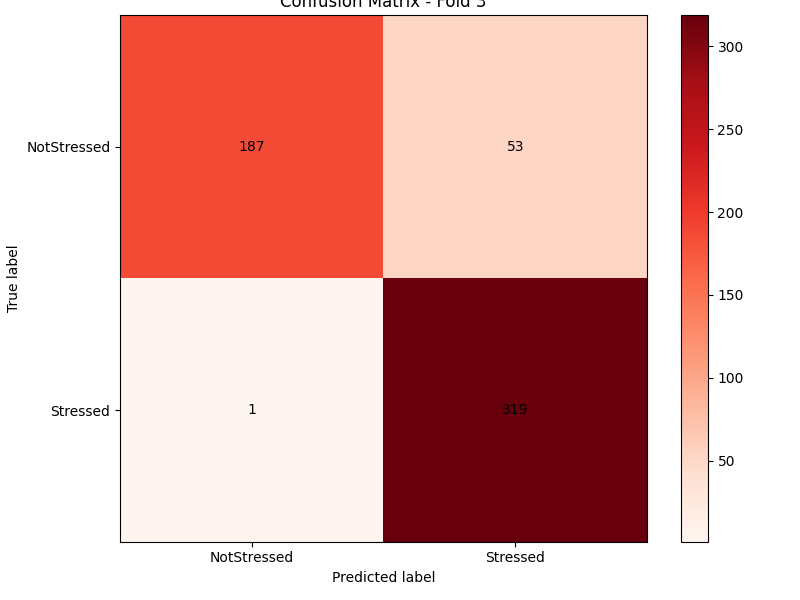 Confusion Matrix - Fold 3
NotStressed
187
53
Stressed
1
319
NotStressed
Stressed
Predicted label
True label
300
250
200
150
100
50